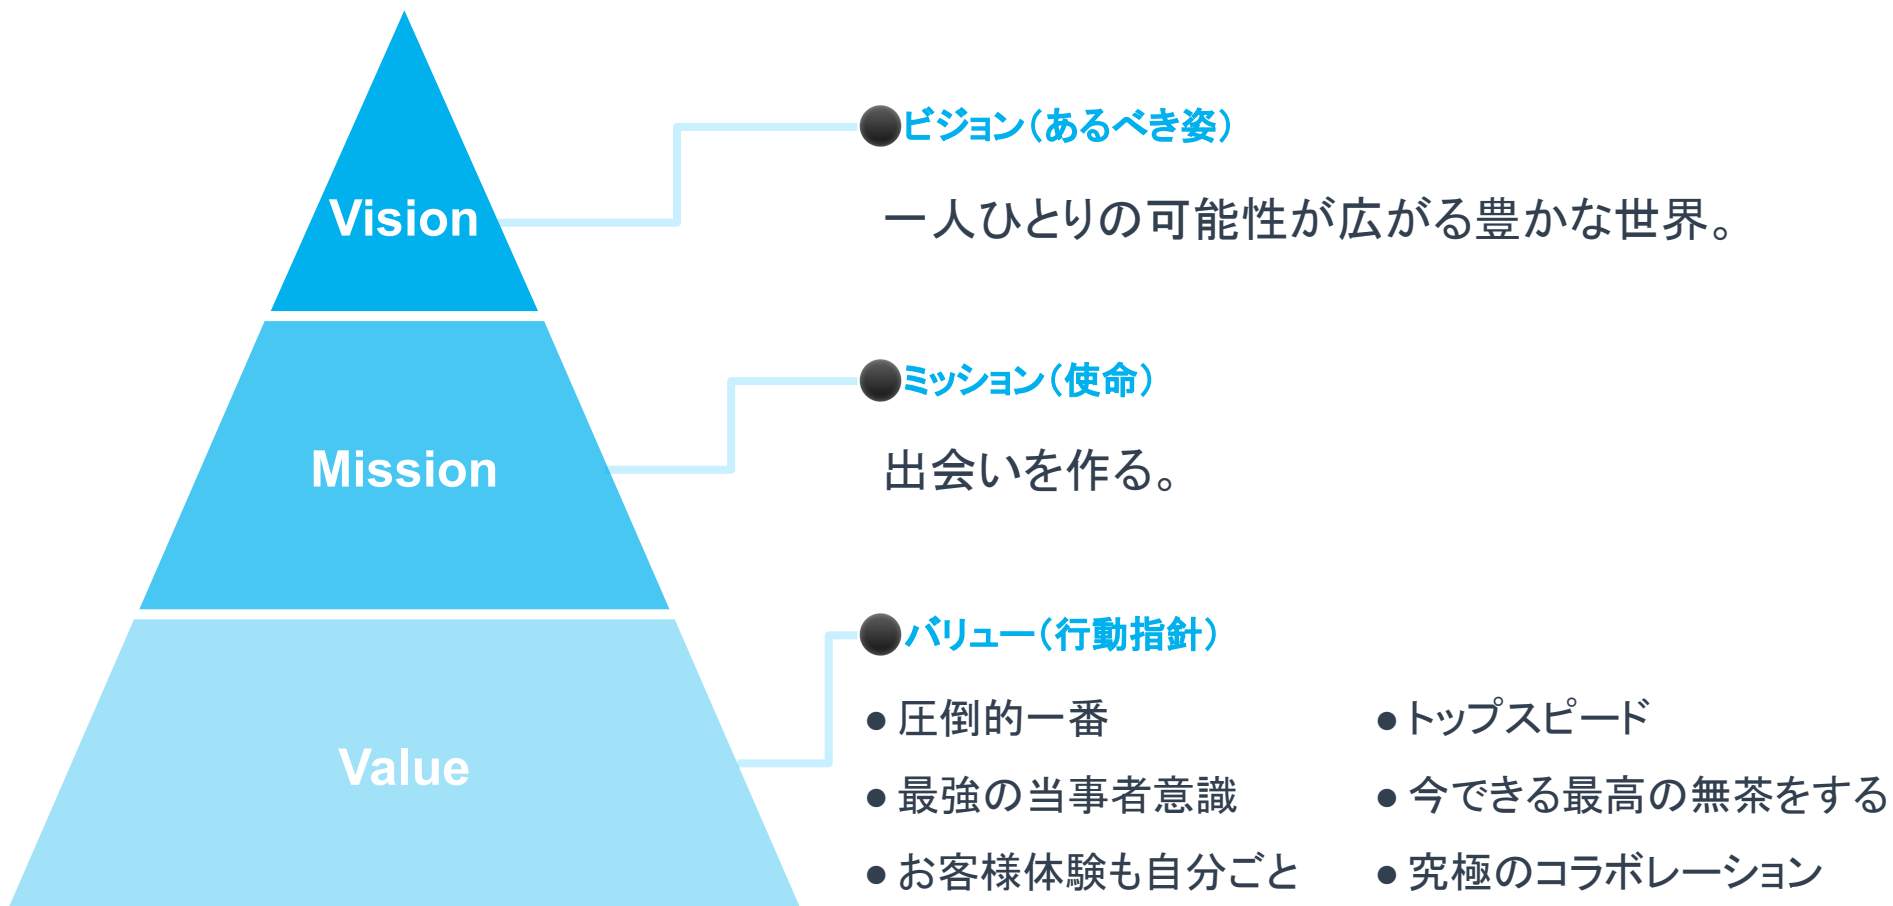 Vision
ビジョン（あるべき姿）
一人ひとりの可能性が広がる豊かな世界。
Mission
ミッション（使命）
出会いを作る。
Value
バリュー（行動指針）
● 圧倒的一番
● 最強の当事者意識
● お客様体験も自分ごと
● トップスピード
● 今できる最高の無茶をする
● 究極のコラボレーション